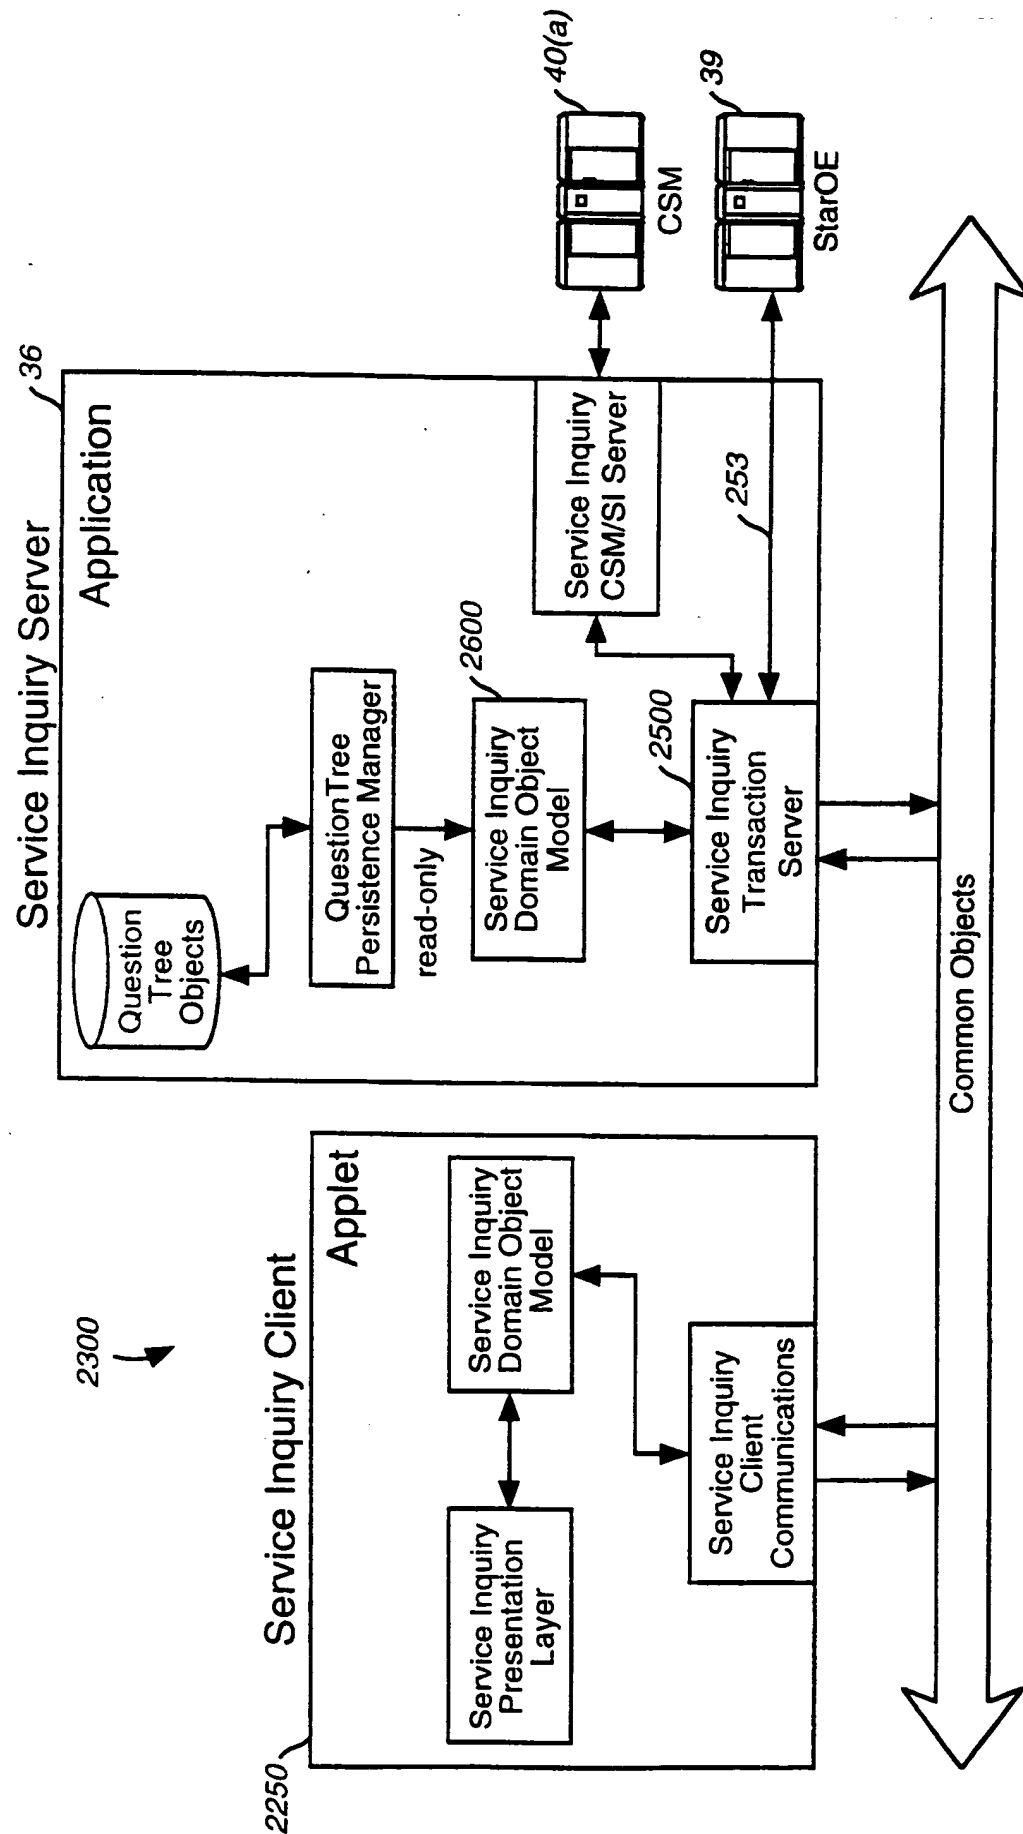 2300
Service Inquiry Client
2250
Applet
Service Inquiry
Presentation
Layer
Service Inquiry
Domain Object
Model
Service Inquiry
Client
Communications
Service Inquiry Server
36
Application
Question
Tree
Objects
QuestionTree
Persistence Manager
read-only
2600
Service Inquiry
Domain Object
Model
2500
Service Inquiry
Transaction
Server
Service Inquiry
CSM/SI Server
253
40(a)
CSM
39
StarOE
Common Objects